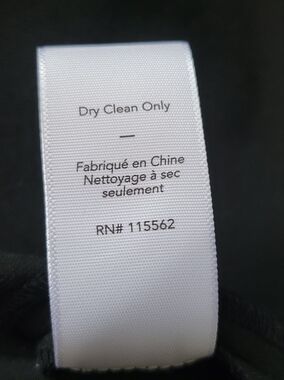 Dry Clean Only
—
Fabriqué en Chine
Nettoyage à sec
seulement
RN# 115562